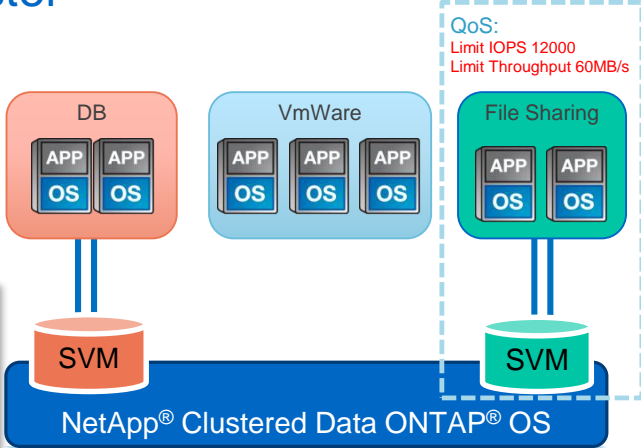 QoS:
Limit IOPS 12000
Limit Throughput 60MB/s
DB
VmWare
File Sharing
APP APP
OS OS
APP APP APP
OS OS OS
APP APP
OS OS
SVM
SVM
NetApp® Clustered Data ONTAP® OS